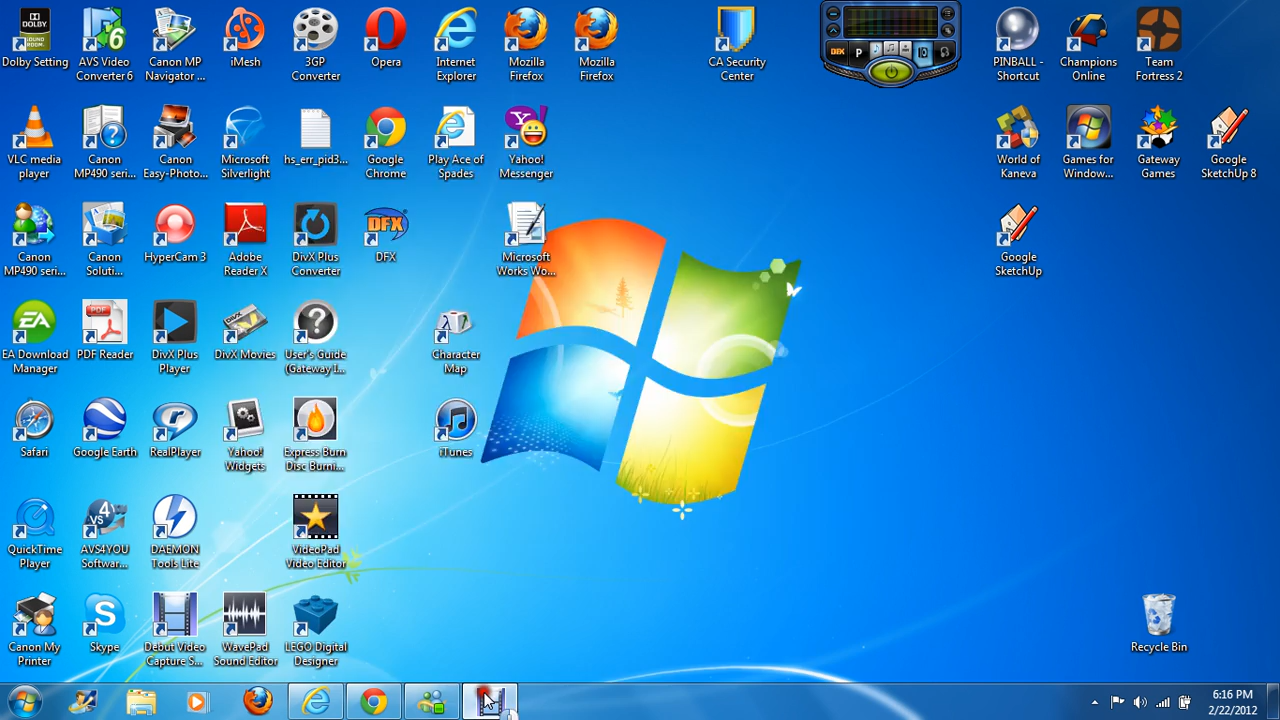 DOLBY
SOUND ROOM
Dolby Setting
AVS Video
Converter 6
Canon MP
Navigator ...
iMesh
3GP
Converter
Opera
Internet
Explorer
Mozilla
Firefox
Mozilla
Firefox
CA Security
Center
DFX
P
PINBALL -
Shortcut
Champions
Online
Team
Fortress 2
VLC media
player
Canon
MP490 seri...
Canon
Easy-Photo...
Microsoft
Silverlight
hs_err_pid3...
Google
Chrome
Play Ace of
Spades
Yahoo!
Messenger
World of
Kaneva
Games for
Window...
Gateway
Games
Google
SketchUp 8
Canon
MP490 seri...
Canon
Soluti...
HyperCam 3
Adobe
Reader X
DivX Plus
Converter
DFX
DFX
Microsoft
Works Wo...
Google
SketchUp
EA
EA Download
Manager
PDF
PDF Reader
DivX Plus
Player
DivX Movies
User's Guide
(Gateway I...
Character
Map
Safari
Google Earth
RealPlayer
Yahoo!
Widgets
Express Burn
Disc Burni...
iTunes
QuickTime
Player
AVS4YOU
Softwar...
DAEMON
Tools Lite
VideoPad
Video Editor
Canon My
Printer
Skype
Debut Video
Capture S...
WavePad
Sound Editor
LEGO Digital
Designer
Recycle Bin
6:16 PM
2/22/2012